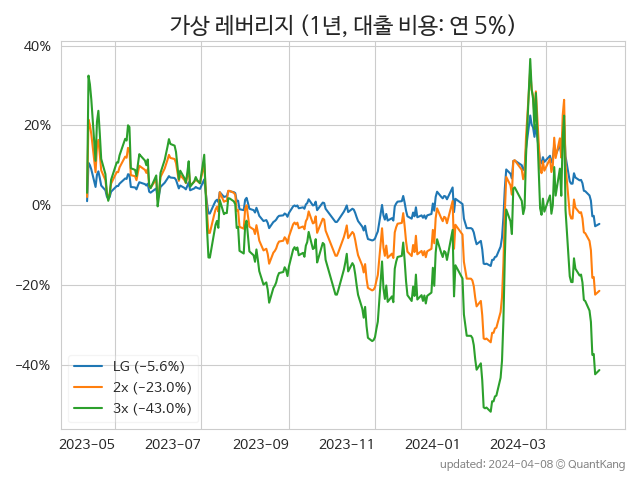 가상 레버리지 (1년, 대출 비용: 연 5%)
40%
20%
0%
−20%
−40%
LG (−5.6%)
2x (−23.0%)
3x (−43.0%)
2023-05 2023-07 2023-09 2023-11 2024-01 2024-03
updated: 2024-04-08 © QuantKang